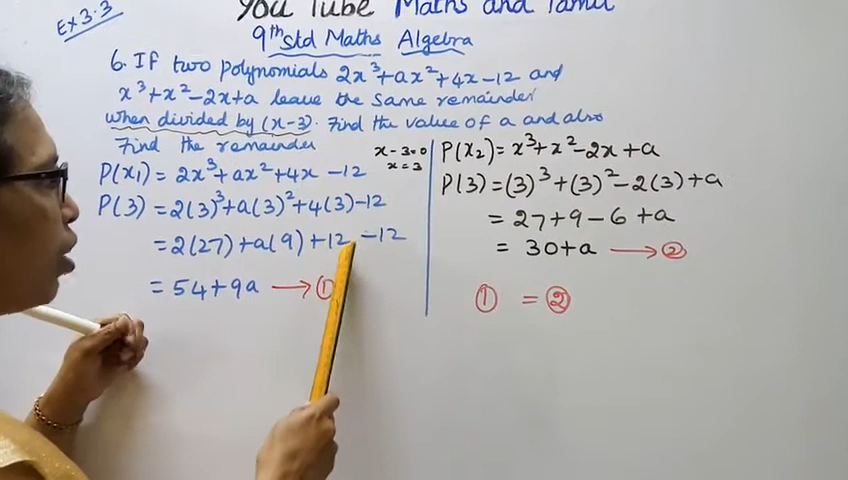 You Tube Maths and Tamil
Ex 3.3
9th std Maths Algebra
6. If two polynomials 2x³+ax²+4x-12 and
x³+x²-2x+a leave the same remainder
when divided by (x-3). Find the value of a and also
Find the remainder
x-3=0
x=3
P(x₁) = 2x³+ax²+4x -12
P(3) = 2(3)³+a(3)²+4(3)-12
= 2(27)+a(9)+12 -12
= 54+9a → ①
P(x₂) = x³+x²-2x+a
P(3) = (3)³+(3)²-2(3)+a
= 27+9-6+a
= 30+a → ②
① = ②